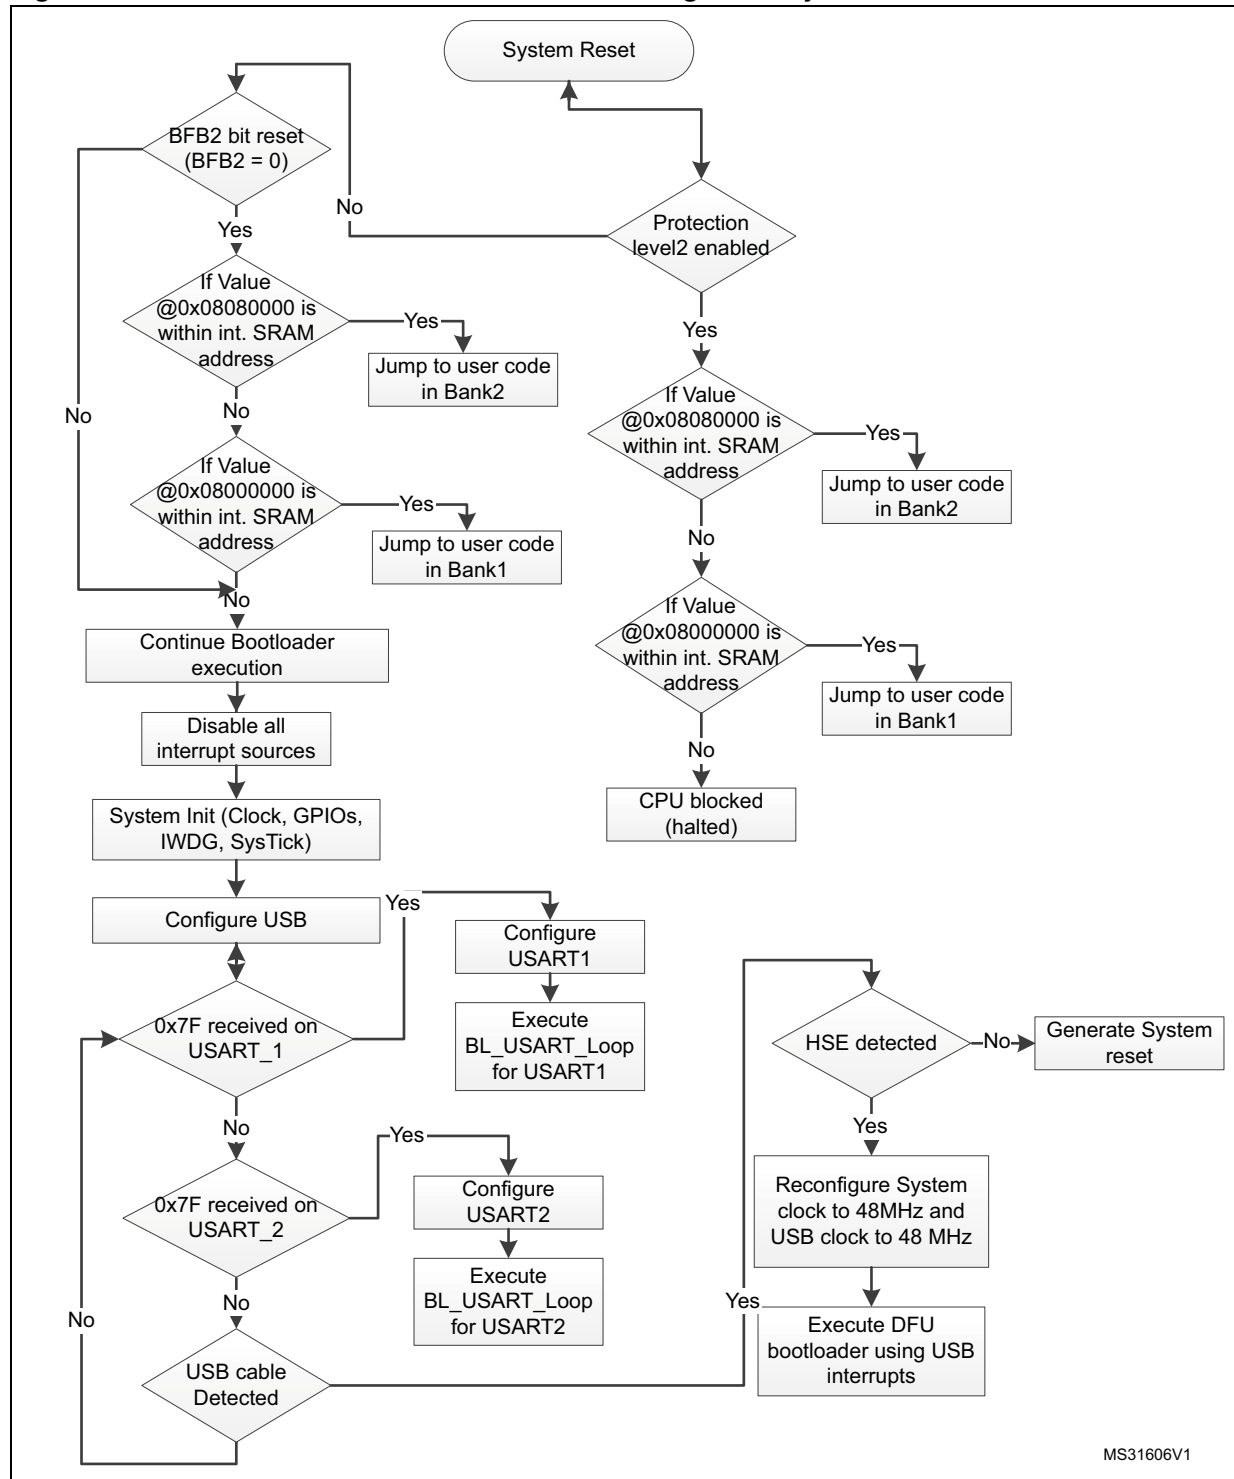 System Reset
BFB2 bit reset
(BFB2 = 0)
No
Protection
level2 enabled
Yes
If Value
@0x08080000 is
within int. SRAM
address
Yes
Jump to user code
in Bank2
No
No
If Value
@0x08000000 is
within int. SRAM
address
Yes
Jump to user code
in Bank1
No
Yes
If Value
@0x08080000 is
within int. SRAM
address
Yes
Jump to user code
in Bank2
No
If Value
@0x08000000 is
within int. SRAM
address
Yes
Jump to user code
in Bank1
No
CPU blocked
(halted)
Continue Bootloader
execution
Disable all
interrupt sources
System Init (Clock, GPIOs,
IWDG, SysTick)
Configure USB
Yes
Configure
USART1
Execute
BL_USART_Loop
for USART1
0x7F received on
USART_1
No
Yes
0x7F received on
USART_2
Configure
USART2
Execute
BL_USART_Loop
for USART2
No
No
USB cable
Detected
Yes
HSE detected
No
Generate System
reset
Yes
Reconfigure System
clock to 48MHz and
USB clock to 48 MHz
Execute DFU
bootloader using USB
interrupts
MS31606V1